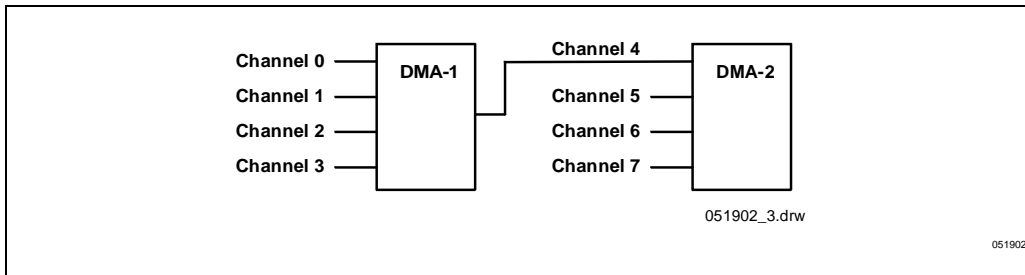 Channel 0
Channel 1
Channel 2
Channel 3
DMA-1
Channel 4
Channel 5
Channel 6
Channel 7
DMA-2
051902_3.drw
051902